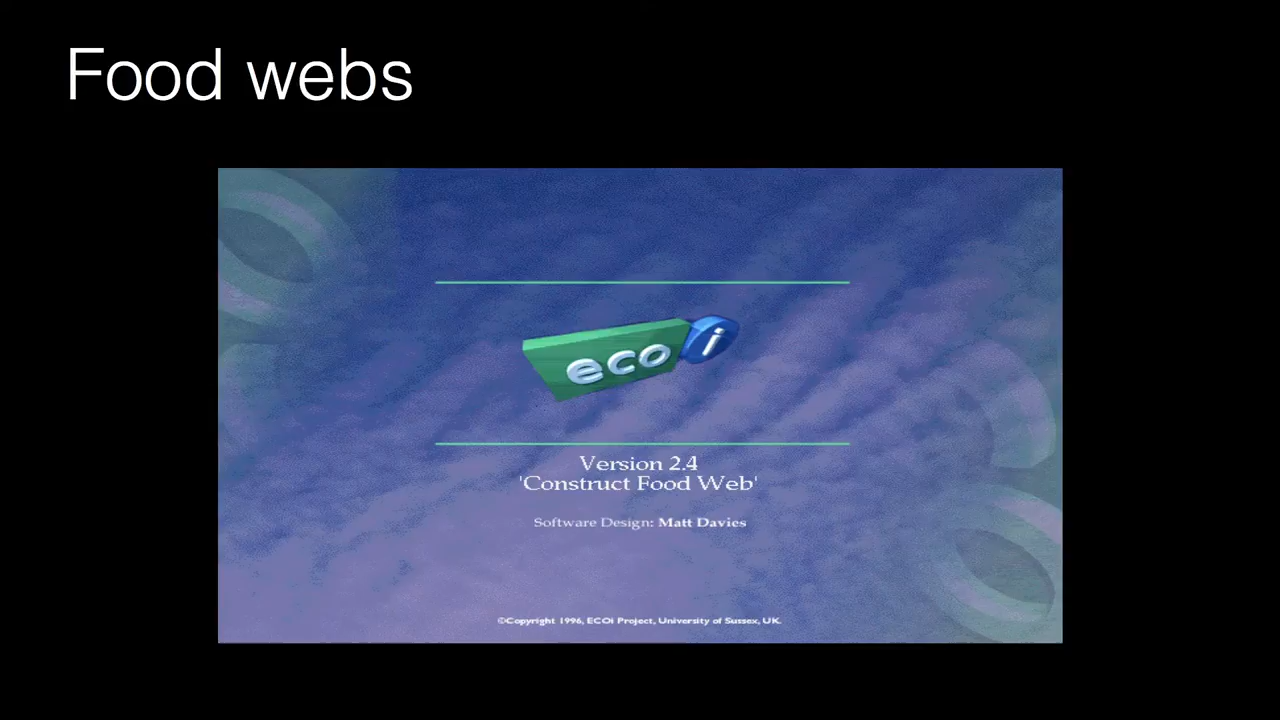 Food webs
eco i
Version 2.4
'Construct Food Web'
Software Design: Matt Davies
©Copyright 1996, ECOi Project, University of Sussex, UK.